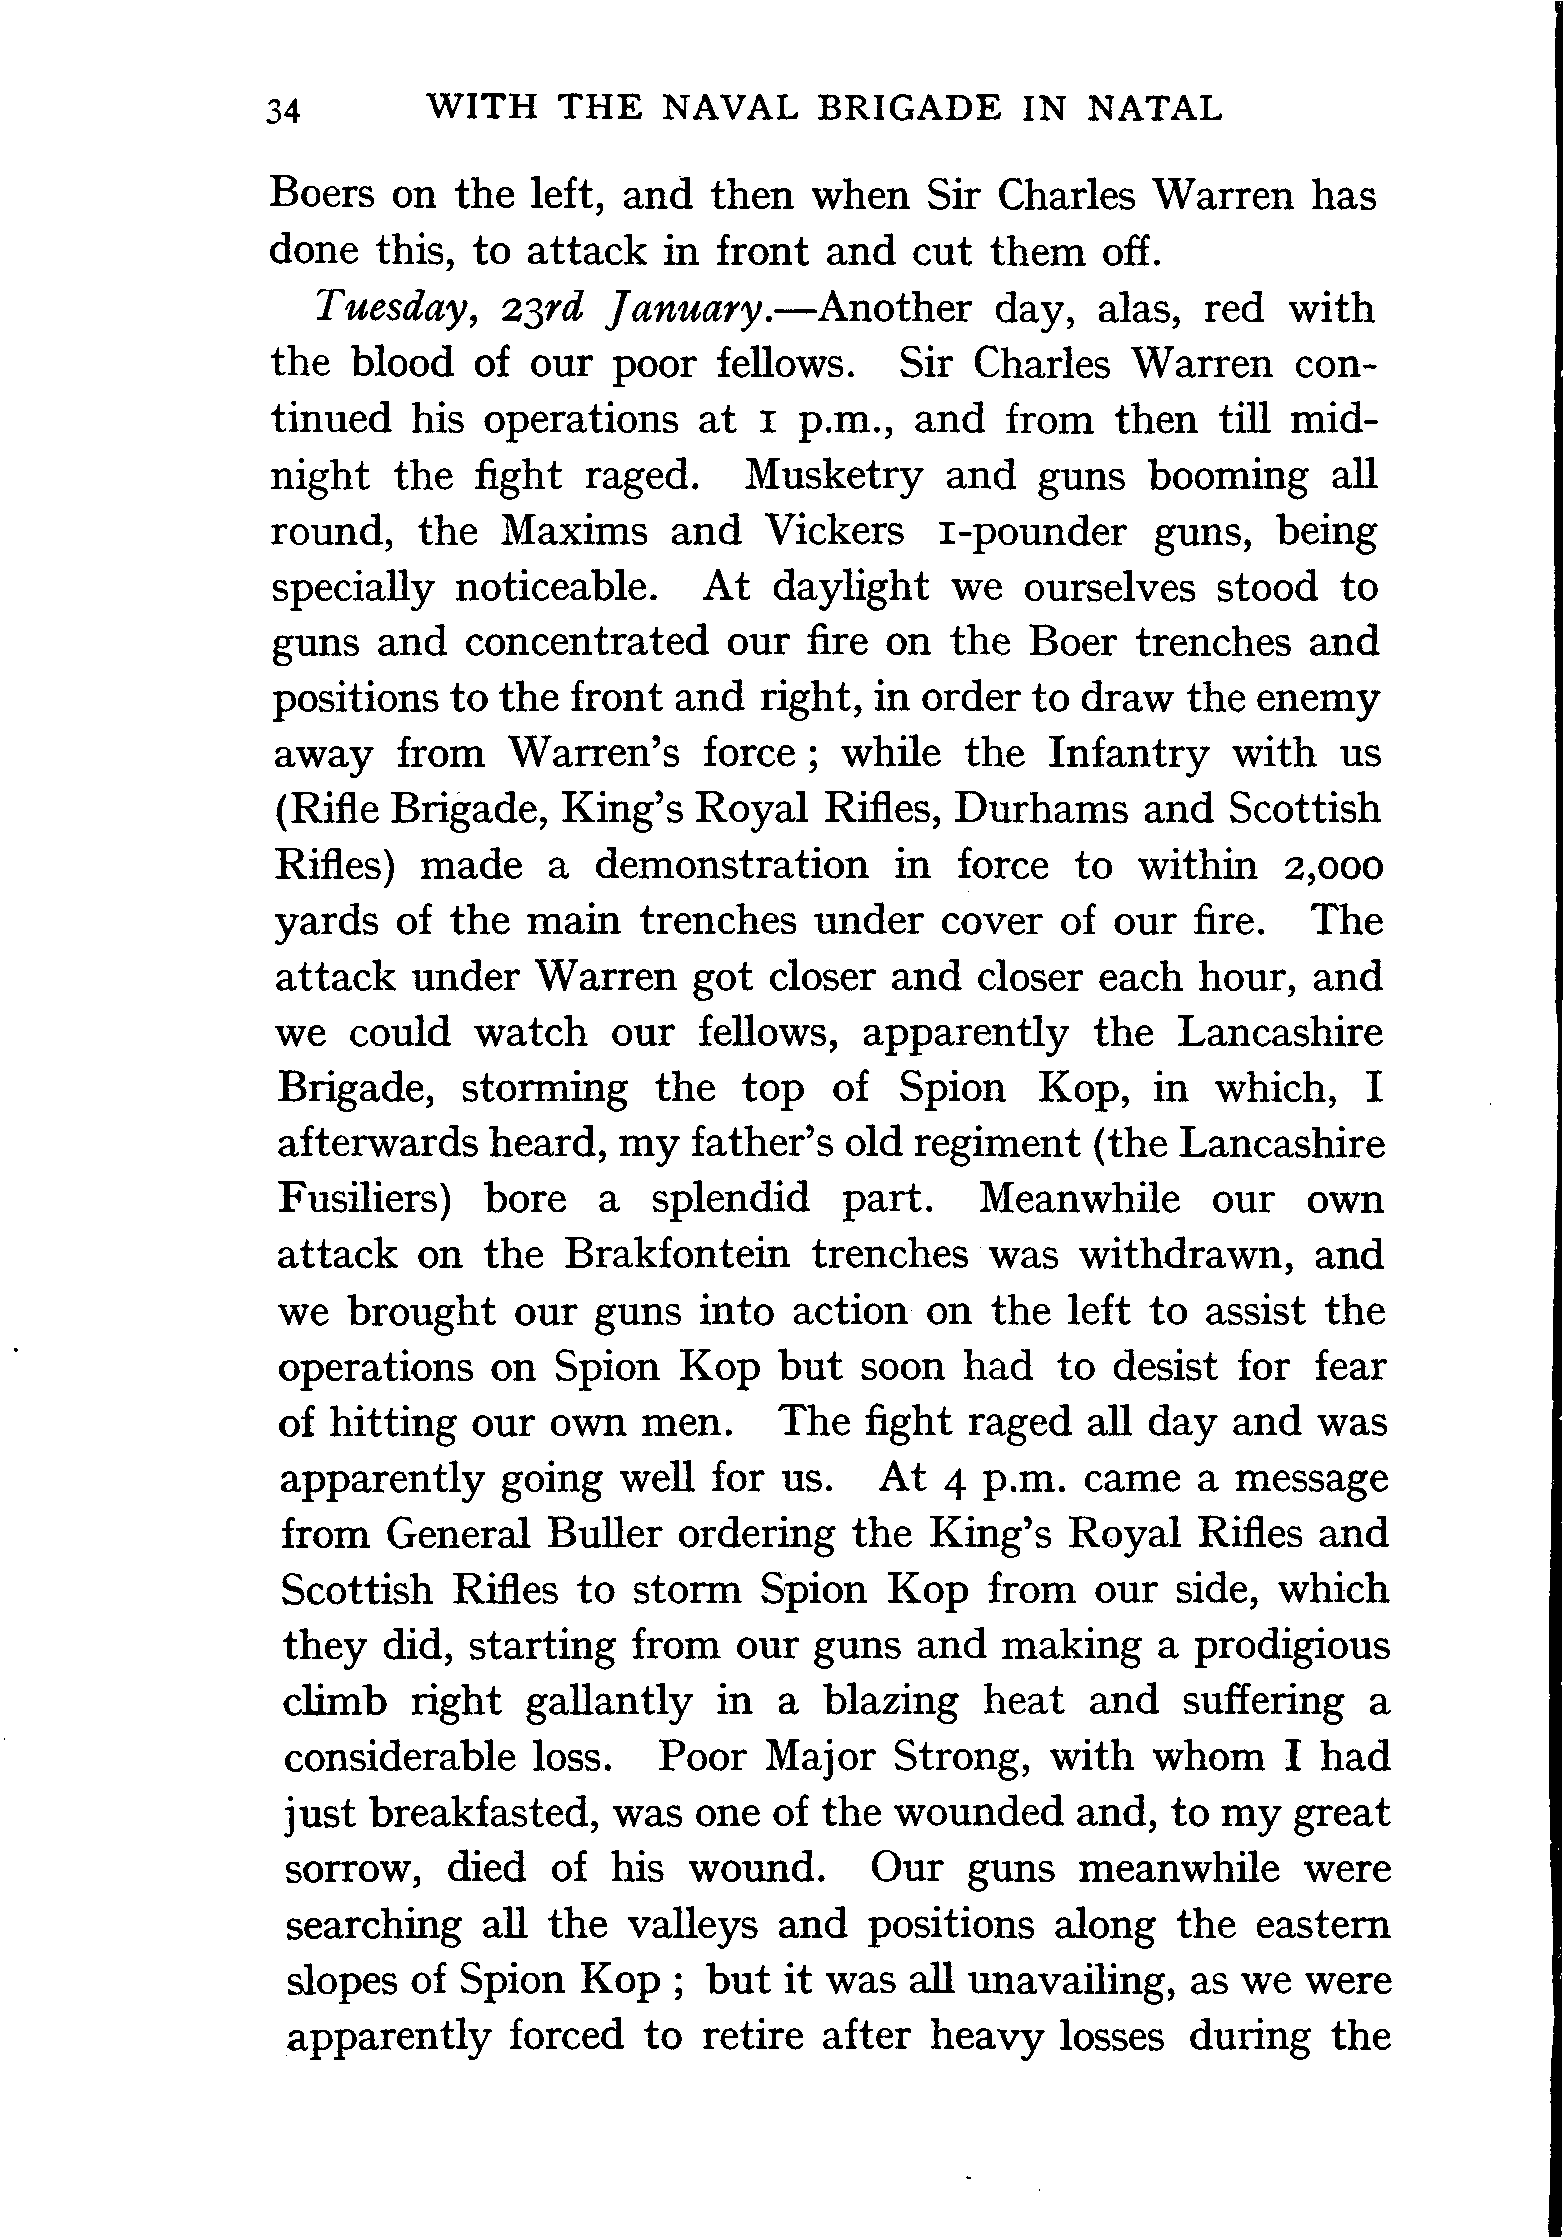 34 WITH THE NAVAL BRIGADE IN NATAL
Boers on the left, and then when Sir Charles Warren has
done this, to attack in front and cut them off.
Tuesday, 23rd January.—Another day, alas, red with
the blood of our poor fellows. Sir Charles Warren con-
tinued his operations at 1 p.m., and from then till mid-
night the fight raged. Musketry and guns booming all
round, the Maxims and Vickers 1-pounder guns, being
specially noticeable. At daylight we ourselves stood to
guns and concentrated our fire on the Boer trenches and
positions to the front and right, in order to draw the enemy
away from Warren's force ; while the Infantry with us
(Rifle Brigade, King's Royal Rifles, Durhams and Scottish
Rifles) made a demonstration in force to within 2,000
yards of the main trenches under cover of our fire. The
attack under Warren got closer and closer each hour, and
we could watch our fellows, apparently the Lancashire
Brigade, storming the top of Spion Kop, in which, I
afterwards heard, my father's old regiment (the Lancashire
Fusiliers) bore a splendid part. Meanwhile our own
attack on the Brakfontein trenches was withdrawn, and
we brought our guns into action on the left to assist the
operations on Spion Kop but soon had to desist for fear
of hitting our own men. The fight raged all day and was
apparently going well for us. At 4 p.m. came a message
from General Buller ordering the King's Royal Rifles and
Scottish Rifles to storm Spion Kop from our side, which
they did, starting from our guns and making a prodigious
climb right gallantly in a blazing heat and suffering a
considerable loss. Poor Major Strong, with whom I had
just breakfasted, was one of the wounded and, to my great
sorrow, died of his wound. Our guns meanwhile were
searching all the valleys and positions along the eastern
slopes of Spion Kop ; but it was all unavailing, as we were
apparently forced to retire after heavy losses during the